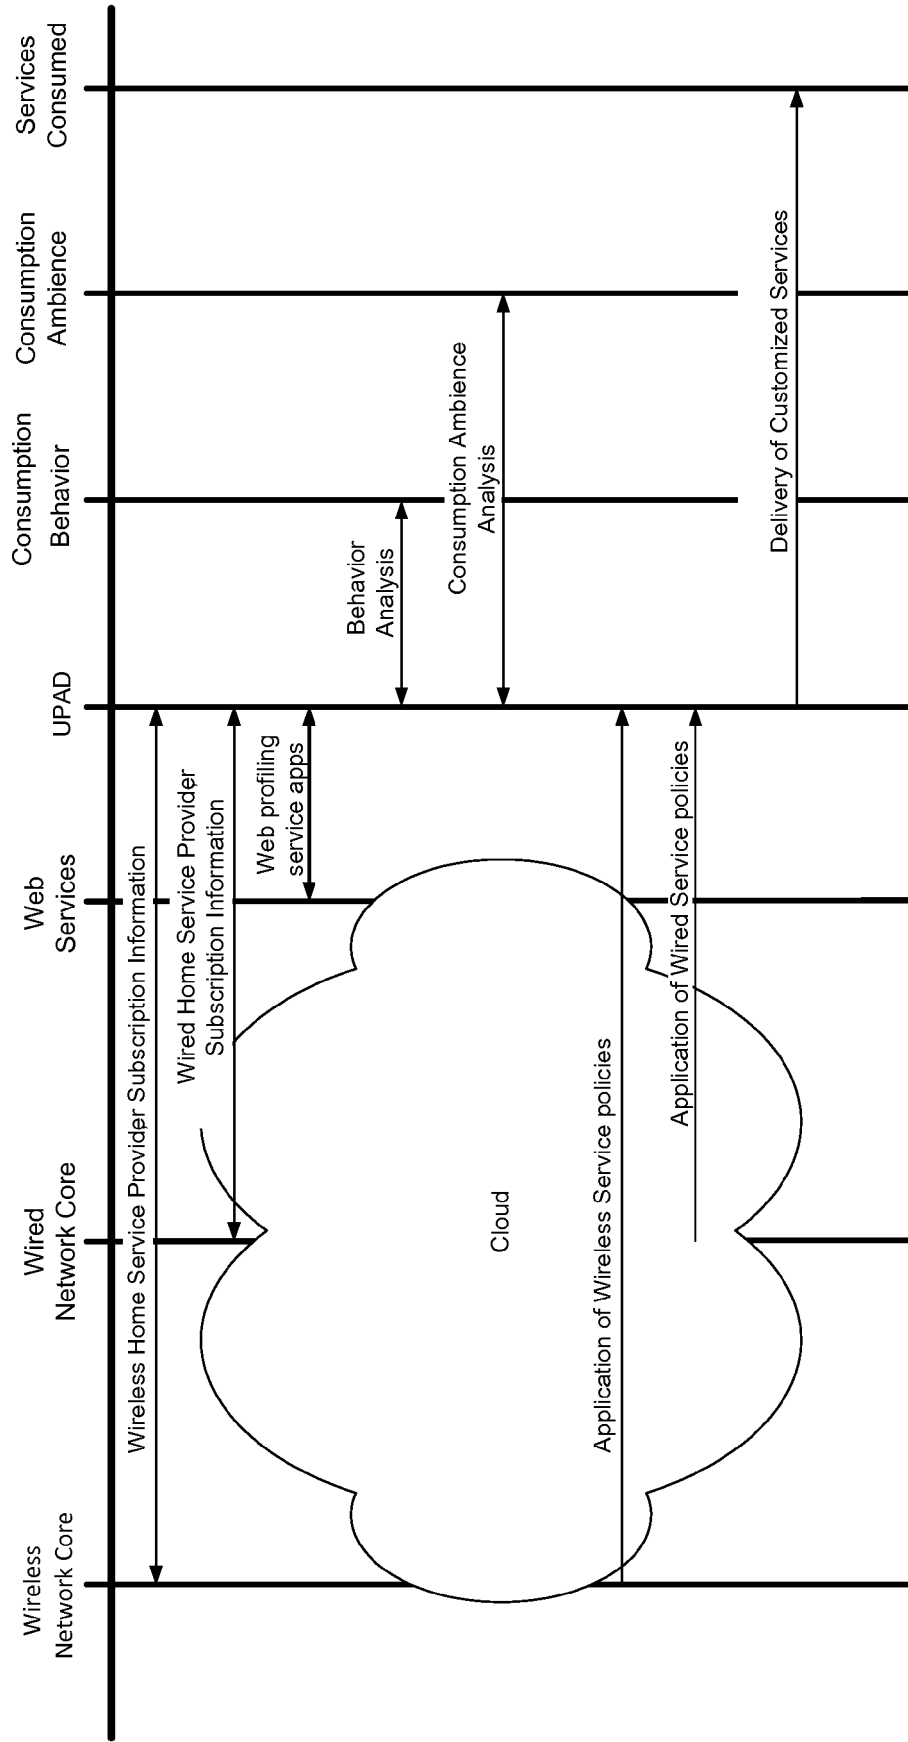 Wireless
Network Core
Wired
Network Core
Web
Services
UPAD
Consumption
Behavior
Consumption
Ambience
Services
Consumed
Wireless Home Service Provider Subscription Information
Wired Home Service Provider
Subscription Information
Web profiling
service apps
Behavior
Analysis
Consumption Ambience
Analysis
Cloud
Application of Wireless Service policies
Application of Wired Service policies
Delivery of Customized Services